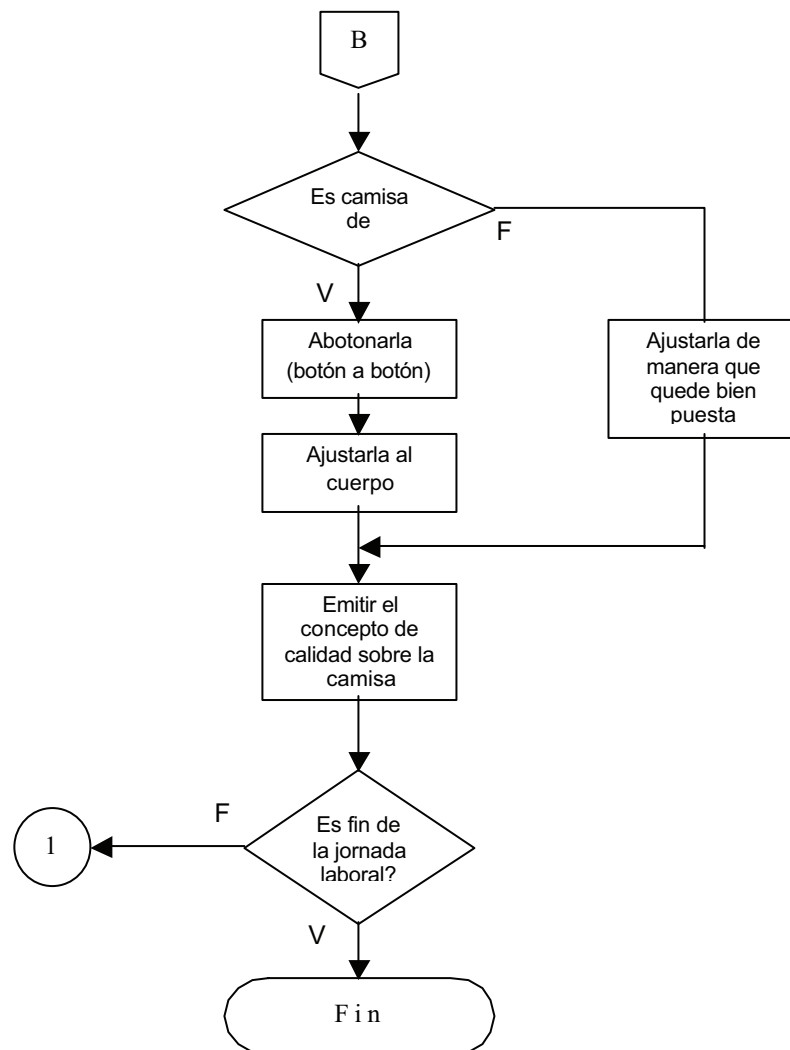 B
Es camisa
de
F
V
Abotonarla
(botón a botón)
Ajustarla de
manera que
quede bien
puesta
Ajustarla al
cuerpo
Emitir el
concepto de
calidad sobre la
camisa
F
1
Es fin de
la jornada
laboral?
V
Fin